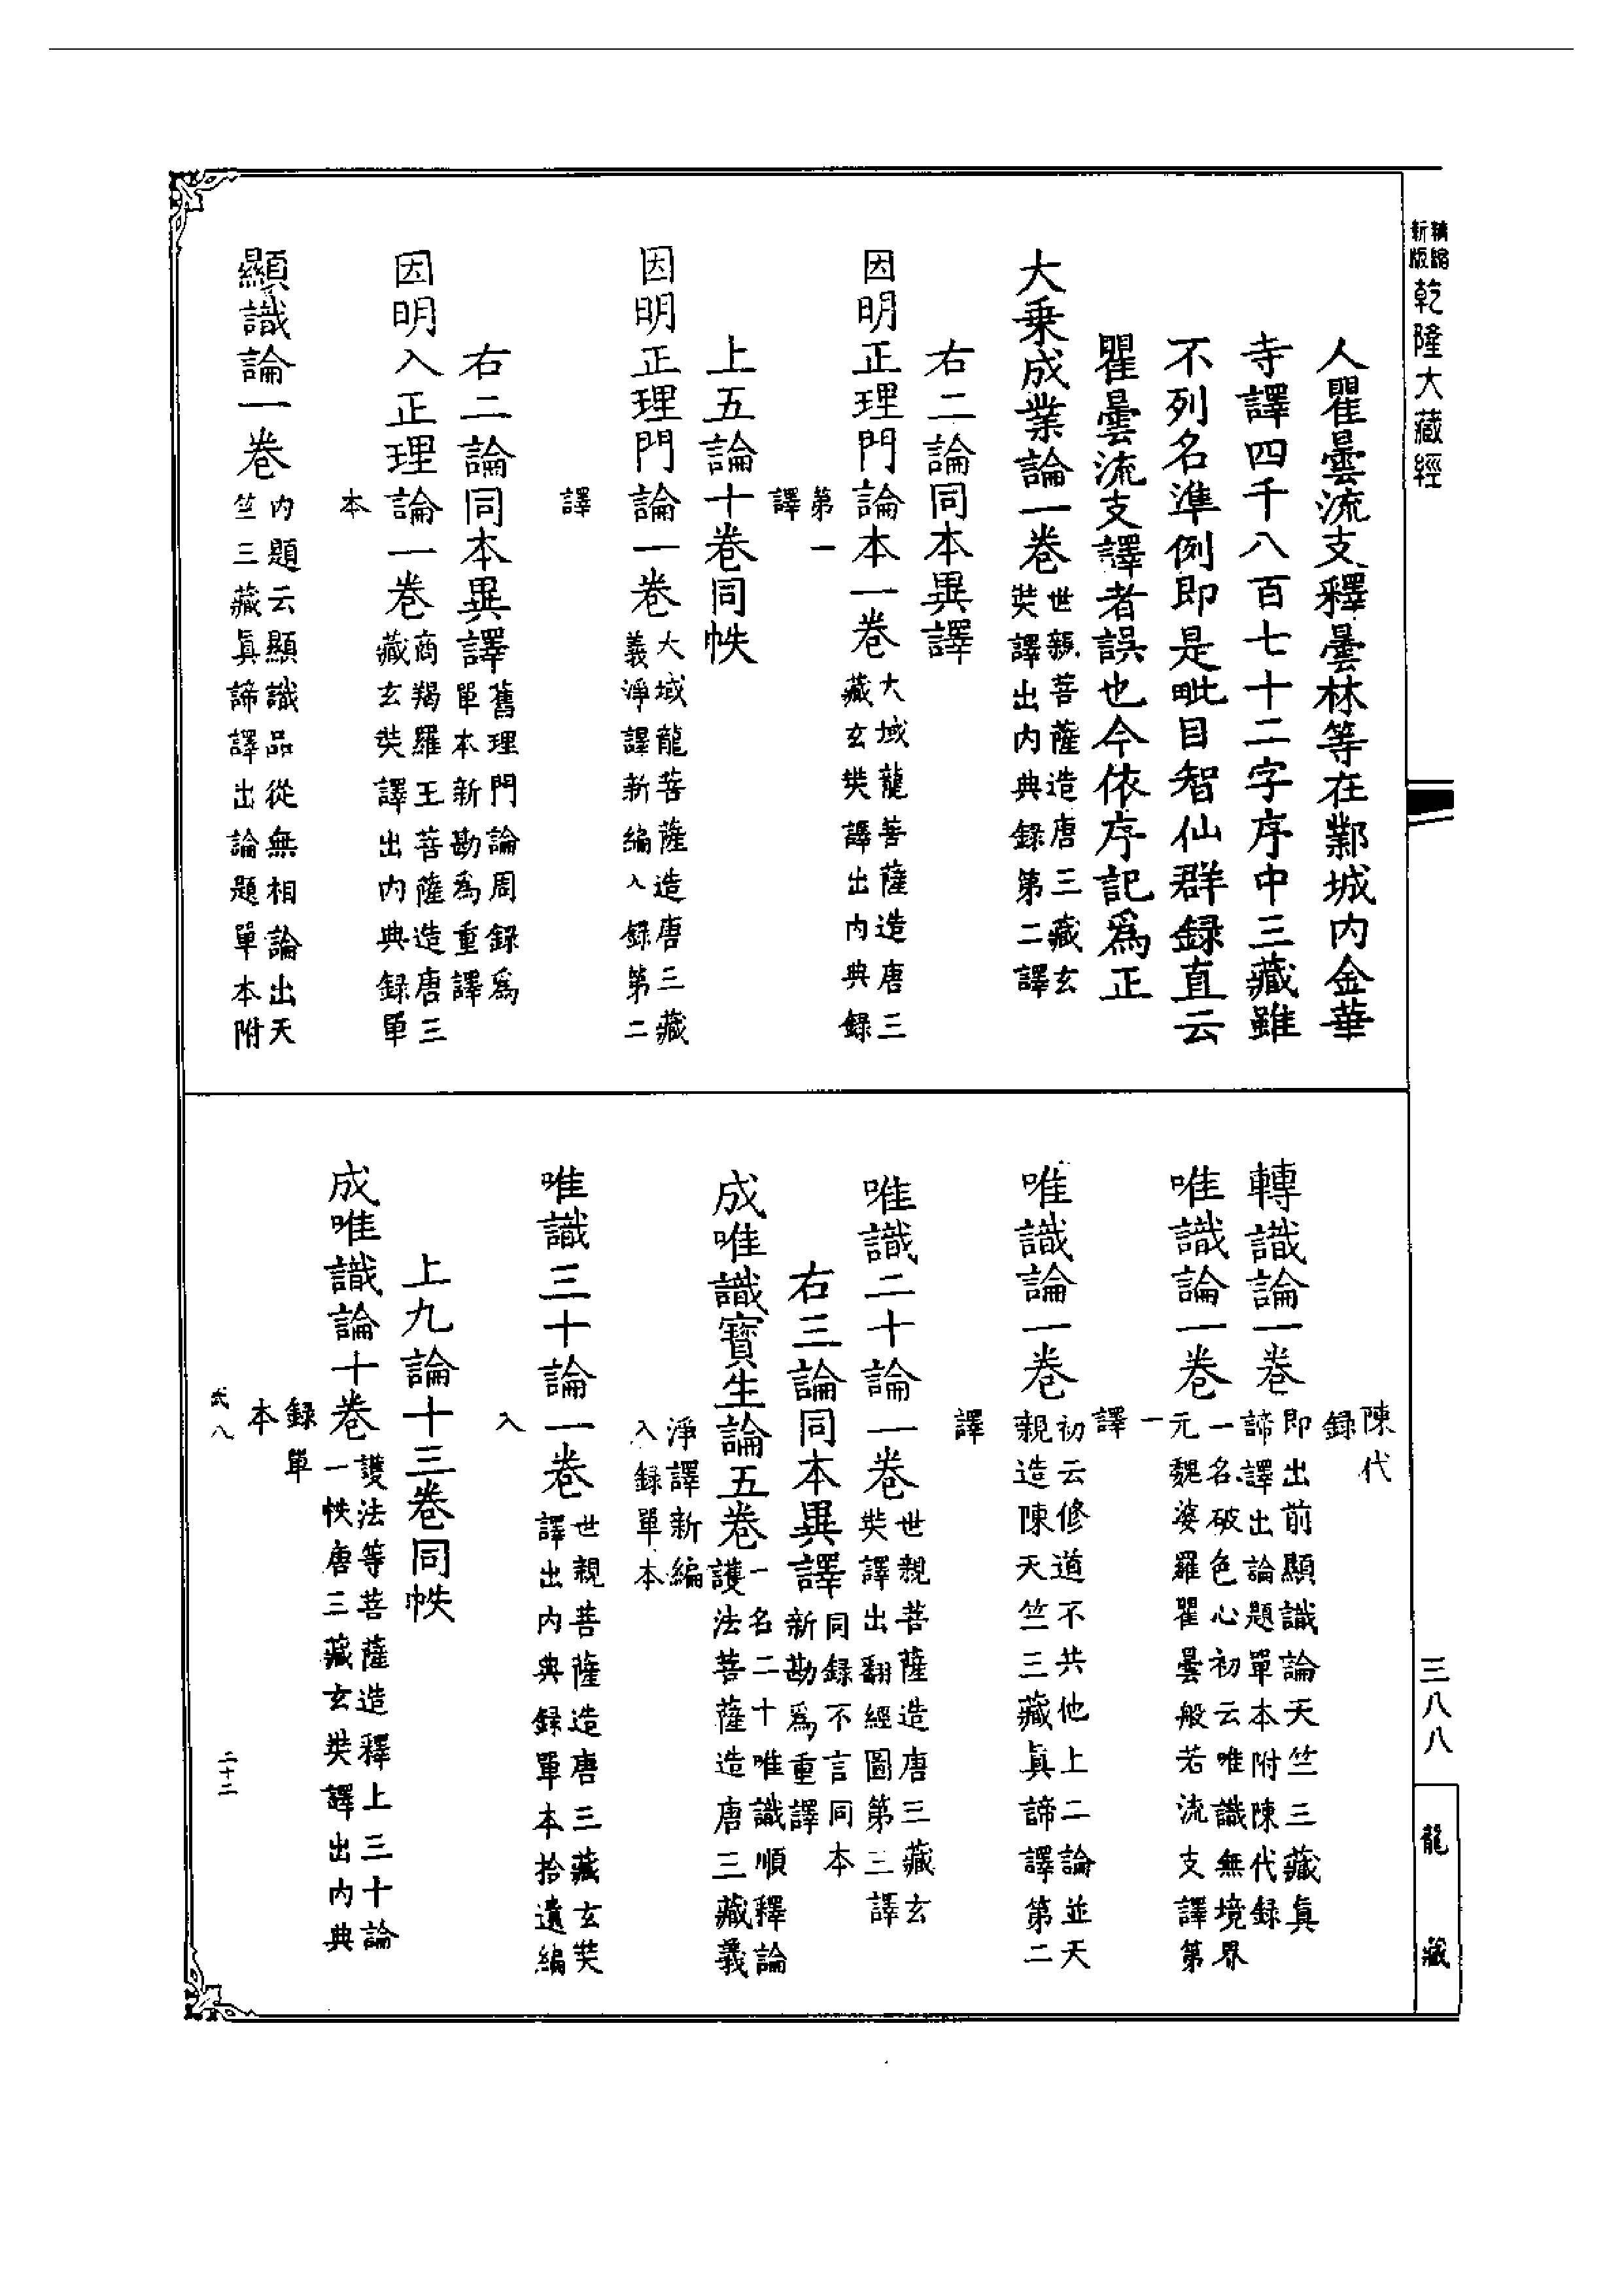 精縮新版乾隆大藏經
人瞿曇流支釋曇林等在鄴城内金華
寺譯四千八百七十二字序中三藏雖
不列名準例即是毗目智仙群録直云
瞿曇流支譯者誤也今依序記爲正
大乗成業論一卷世親菩薩造唐三藏玄
奘譯出内典録第二譯
右二論同本異譯
因明正理門論本一卷大域龍菩薩造唐三
藏玄奘譯出内典録
第一
譯
上五論十卷同帙
因明正理門論一卷大域龍菩薩造唐三藏
義淨譯新編入録第二
譯
右二論同本異譯舊理門論周録爲
單本新勘爲重譯
因明入正理論一卷商羯羅王菩薩造唐三
藏玄奘譯出内典録單
本
顯識論一卷内題云顯識品從無相論出天
竺三藏眞諦譯出論題單本附
陳代
録
轉識論一卷即出前顯識論天竺三藏眞
諦譯出論題單本附陳代録
唯識論一卷一名破色心初云唯識無境界
元魏婆羅瞿曇般若流支譯第
一
譯
唯識論一卷初云修道不共他上二論並天
親造陳天竺三藏眞諦譯第二
譯
唯識二十論一卷世親菩薩造唐三藏玄
奘譯出翻經圖第三譯
右三論同本異譯同録不言同本
新勘爲重譯
成唯識寶生論五卷一名二十唯識順釋論
護法菩薩造唐三藏義
淨譯新編
入録單本
唯識三十論一卷世親菩薩造唐三藏玄奘
譯出内典録單本拾遺編
入
上九論十三卷同帙
成唯識論十卷護法等菩薩造釋上三十論
一帙唐三藏玄奘譯出内典
録單
本
二十二
三八八
龍藏